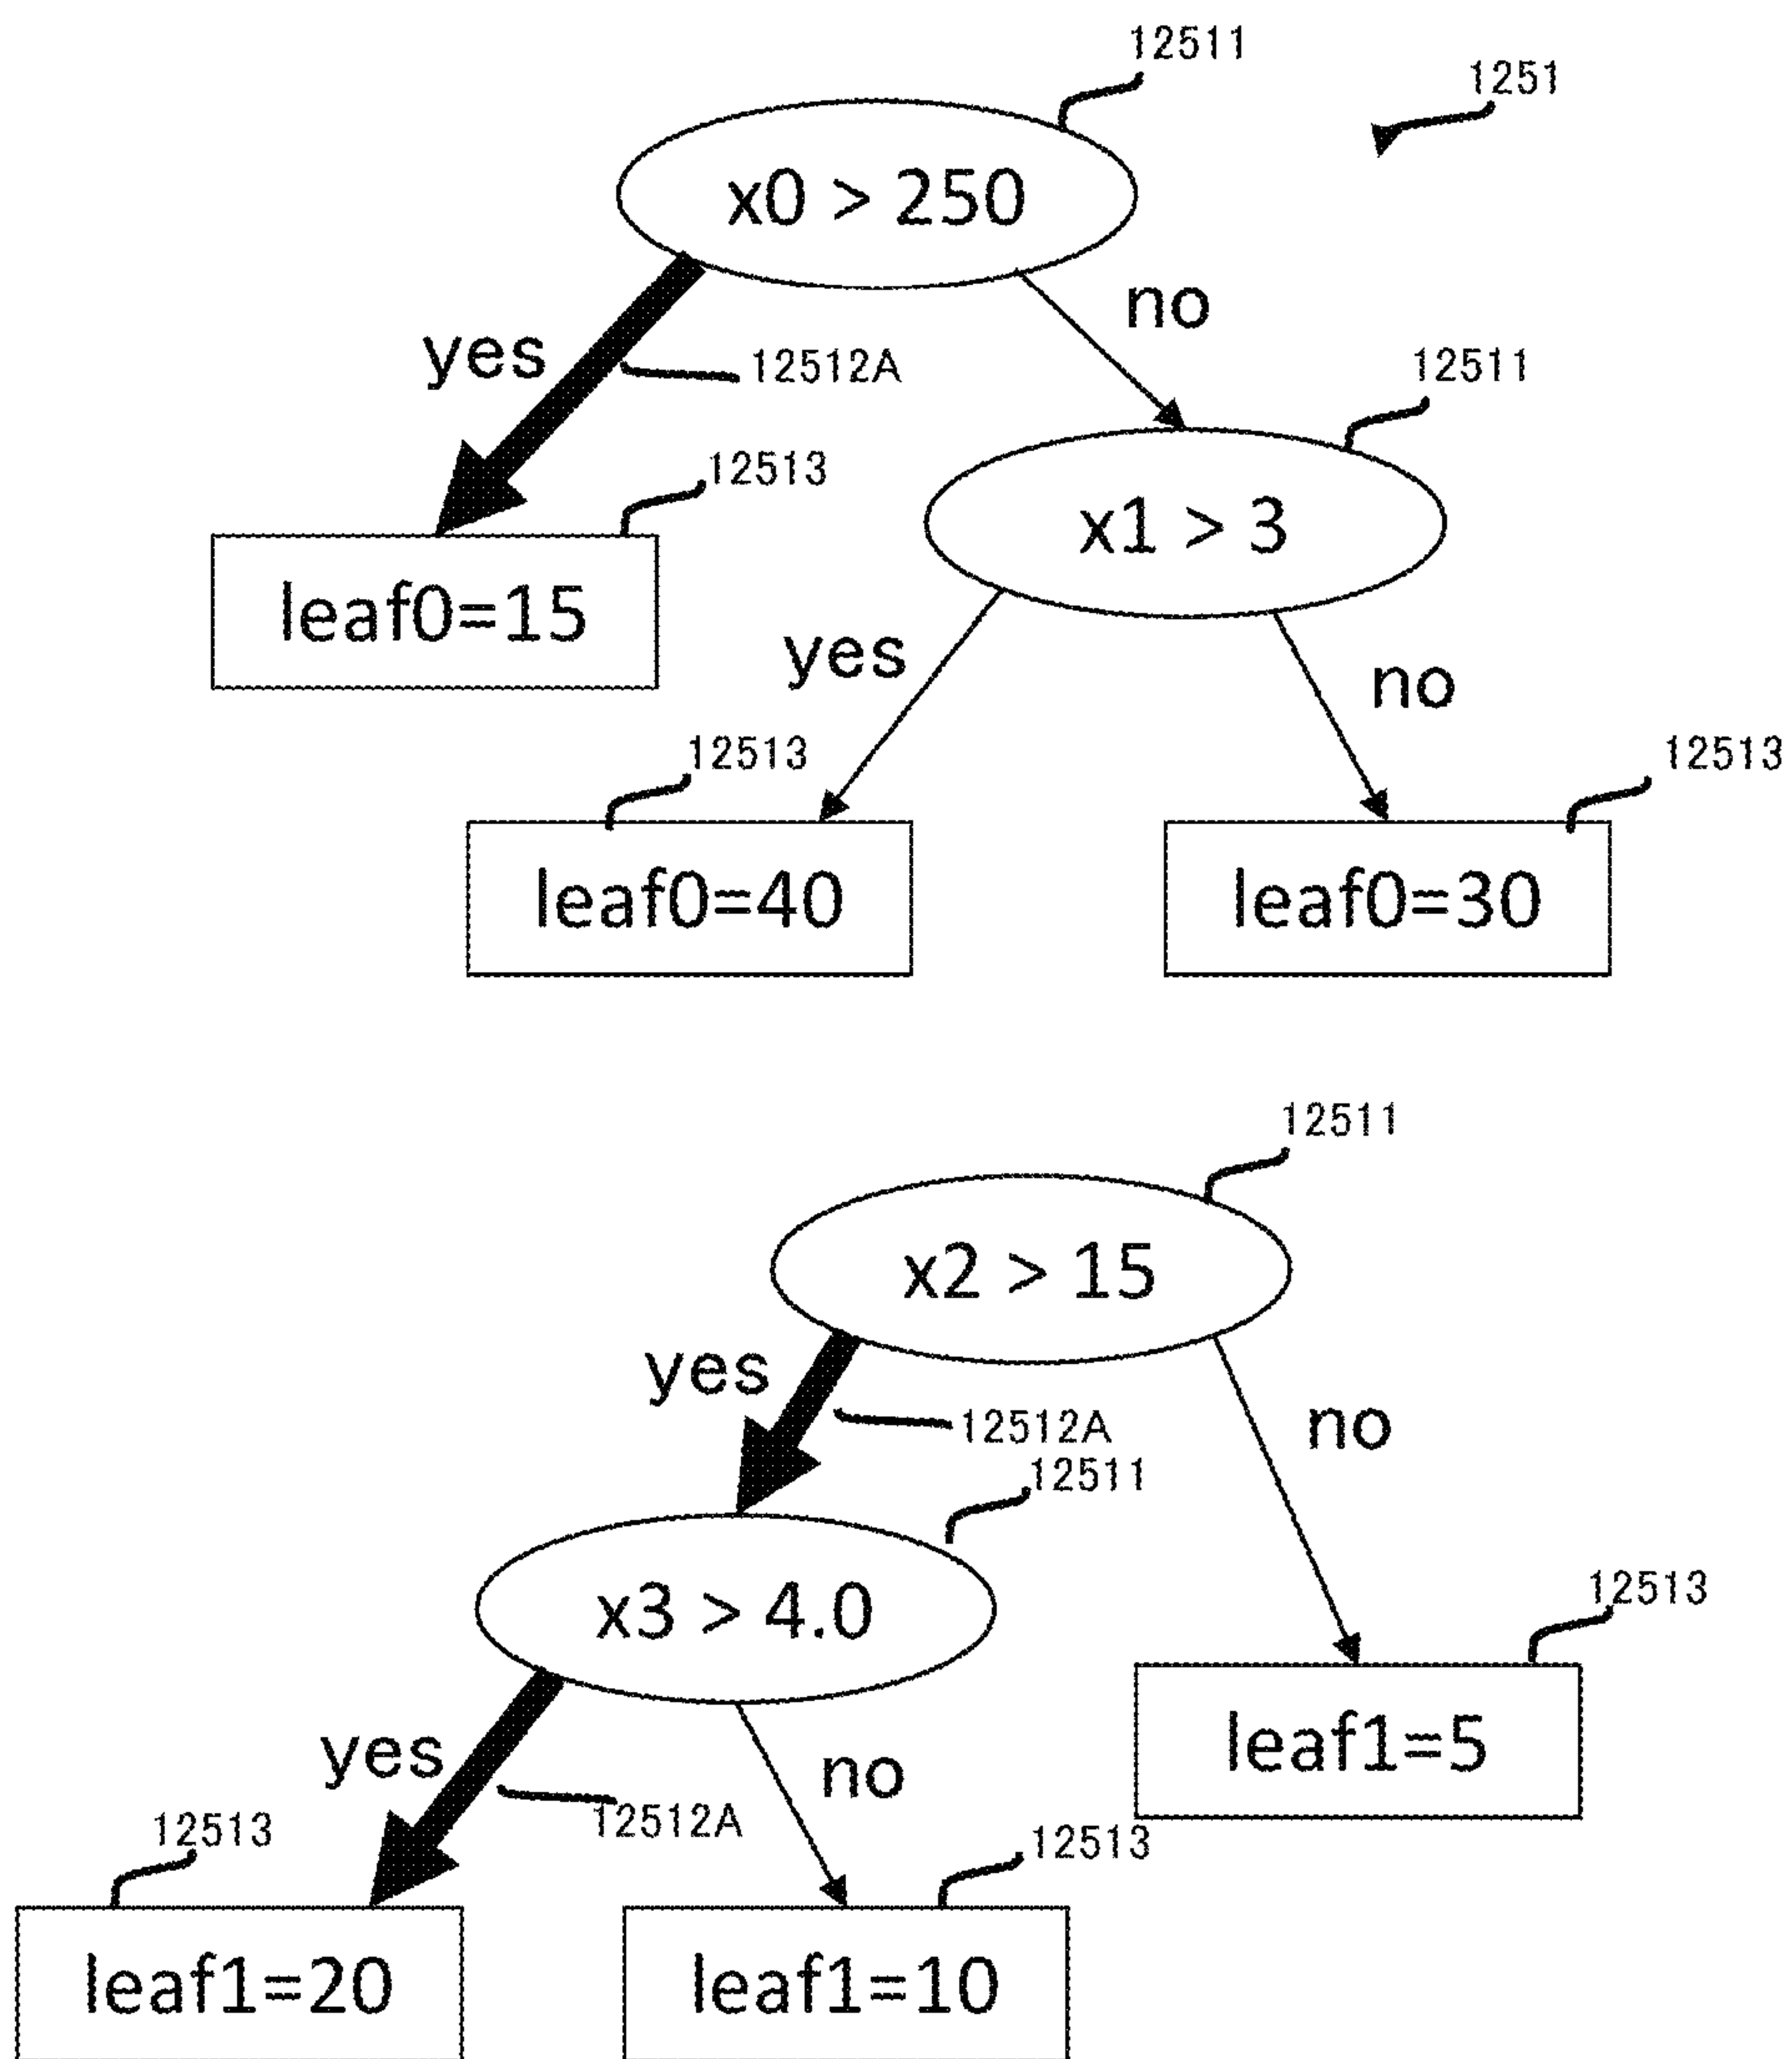 12511
1251
x0 > 250
no
yes
12512A
12511
12513
x1 > 3
leaf0=15
yes
no
12513
12513
leaf0=40
leaf0=30
12511
x2 > 15
yes
12512A
no
12511
12513
x3 > 4.0
leaf1=5
yes
no
12512A
12513
12513
leaf1=20
leaf1=10